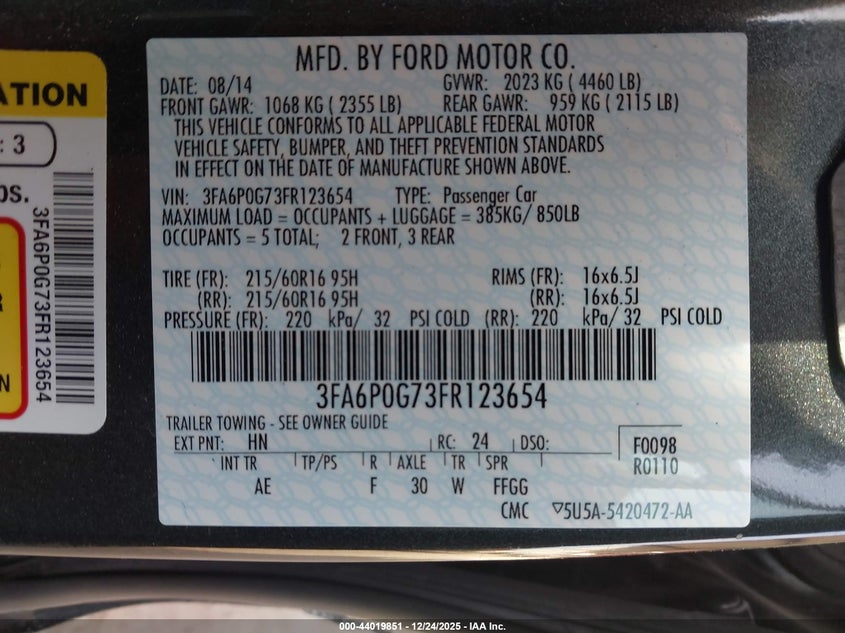 ATION
: 3
bs.
3FA6P0G73FR123654
N
MFD. BY FORD MOTOR CO.
DATE: 08/14 GVWR: 2023 KG ( 4460 LB)
FRONT GAWR: 1068 KG ( 2355 LB) REAR GAWR: 959 KG ( 2115 LB)
THIS VEHICLE CONFORMS TO ALL APPLICABLE FEDERAL MOTOR
VEHICLE SAFETY, BUMPER, AND THEFT PREVENTION STANDARDS
IN EFFECT ON THE DATE OF MANUFACTURE SHOWN ABOVE.
VIN: 3FA6P0G73FR123654 TYPE: Passenger Car
MAXIMUM LOAD = OCCUPANTS + LUGGAGE = 385KG/ 850LB
OCCUPANTS = 5 TOTAL; 2 FRONT, 3 REAR
TIRE (FR): 215/60R16 95H RIMS (FR): 16x6.5J
(RR): 215/60R16 95H (RR): 16x6.5J
PRESSURE (FR): 220 kPa/ 32 PSI COLD (RR): 220 kPa/ 32 PSI COLD
3FA6P0G73FR123654
TRAILER TOWING - SEE OWNER GUIDE
EXT PNT: HN RC: 24 DSO: F0098
R0110
INT TR TP/PS R AXLE TR SPR
AE F 30 W FFGG
CMC ▽5U5A-5420472-AA
000-44019851 - 12/24/2025 - IAA Inc.